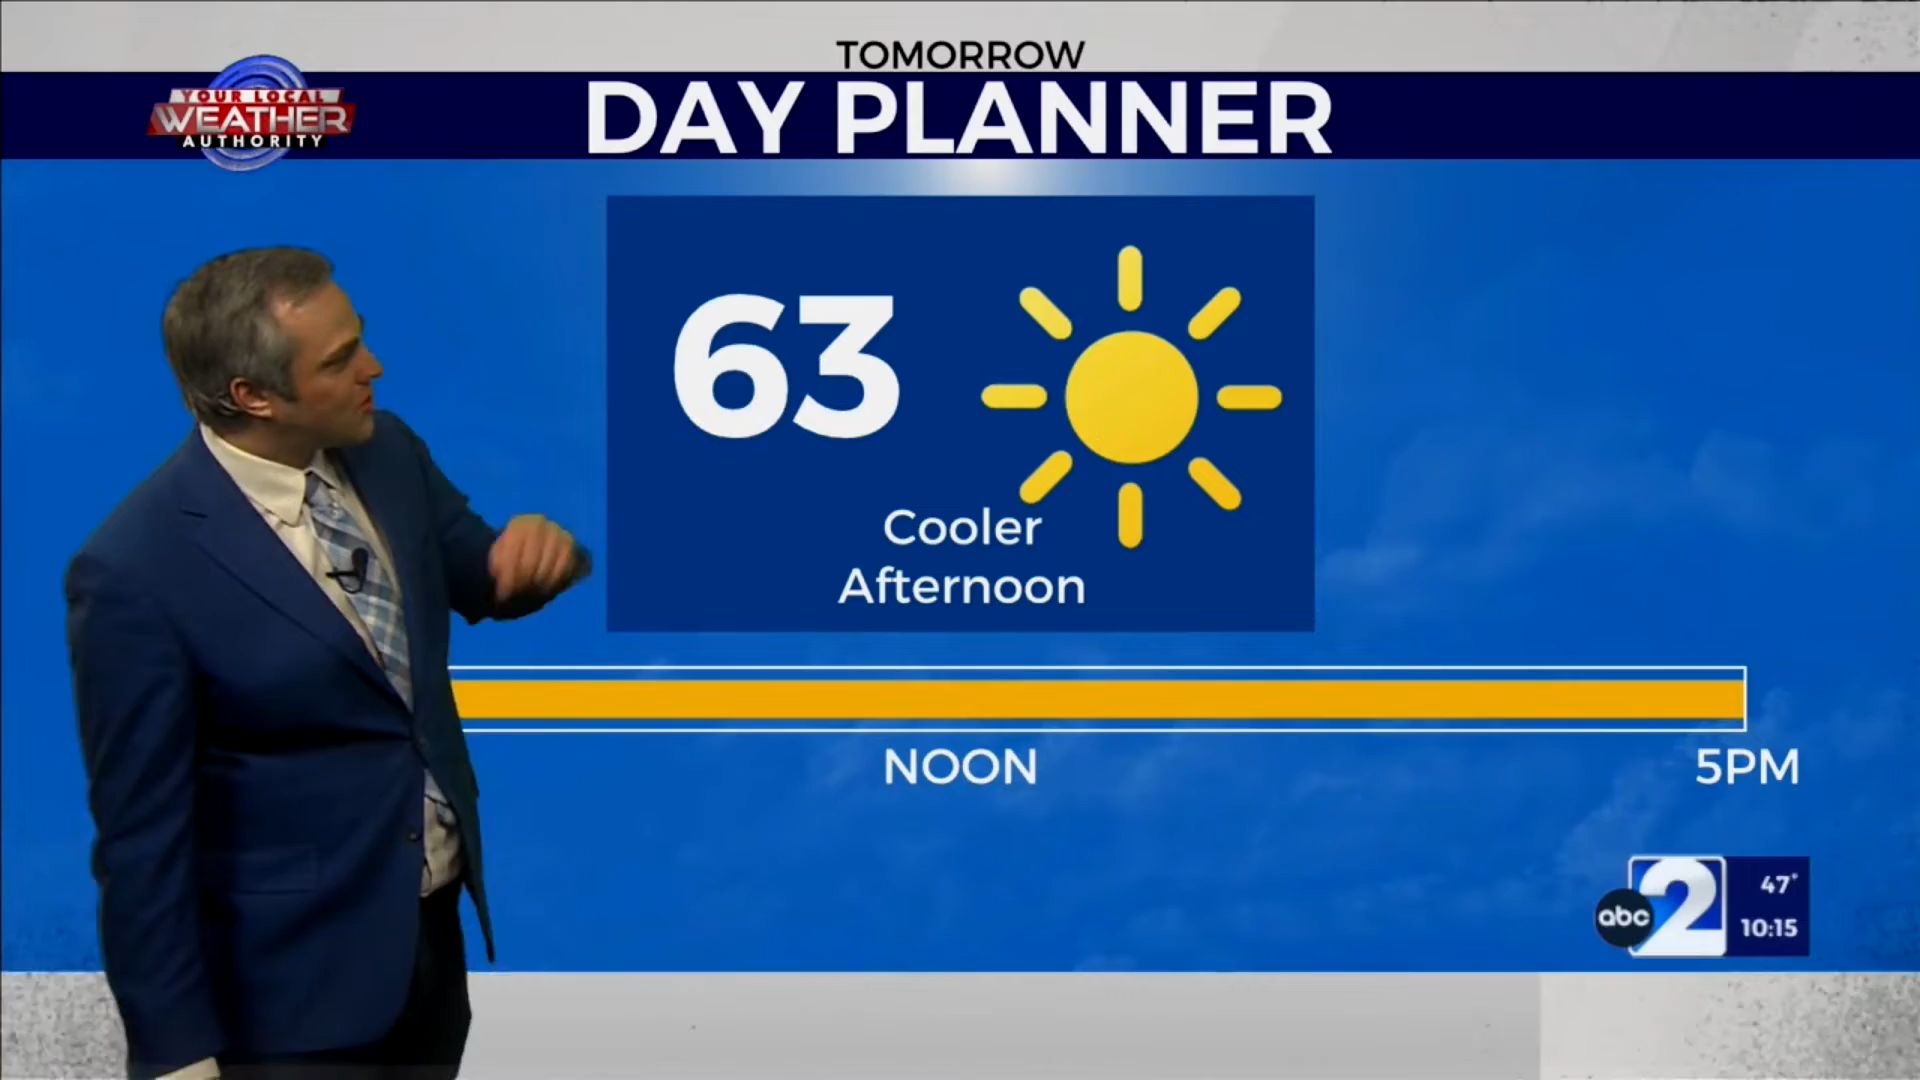 TOMORROW
DAY PLANNER
YOUR LOCAL
WEATHER
AUTHORITY
63
Cooler
Afternoon
NOON
5PM
abc
2
47°
10:15